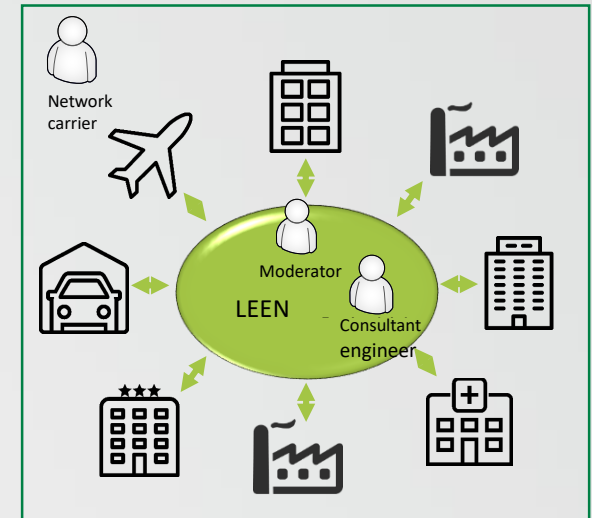 Network
carrier
Moderator
LEEN
Consultant
engineer